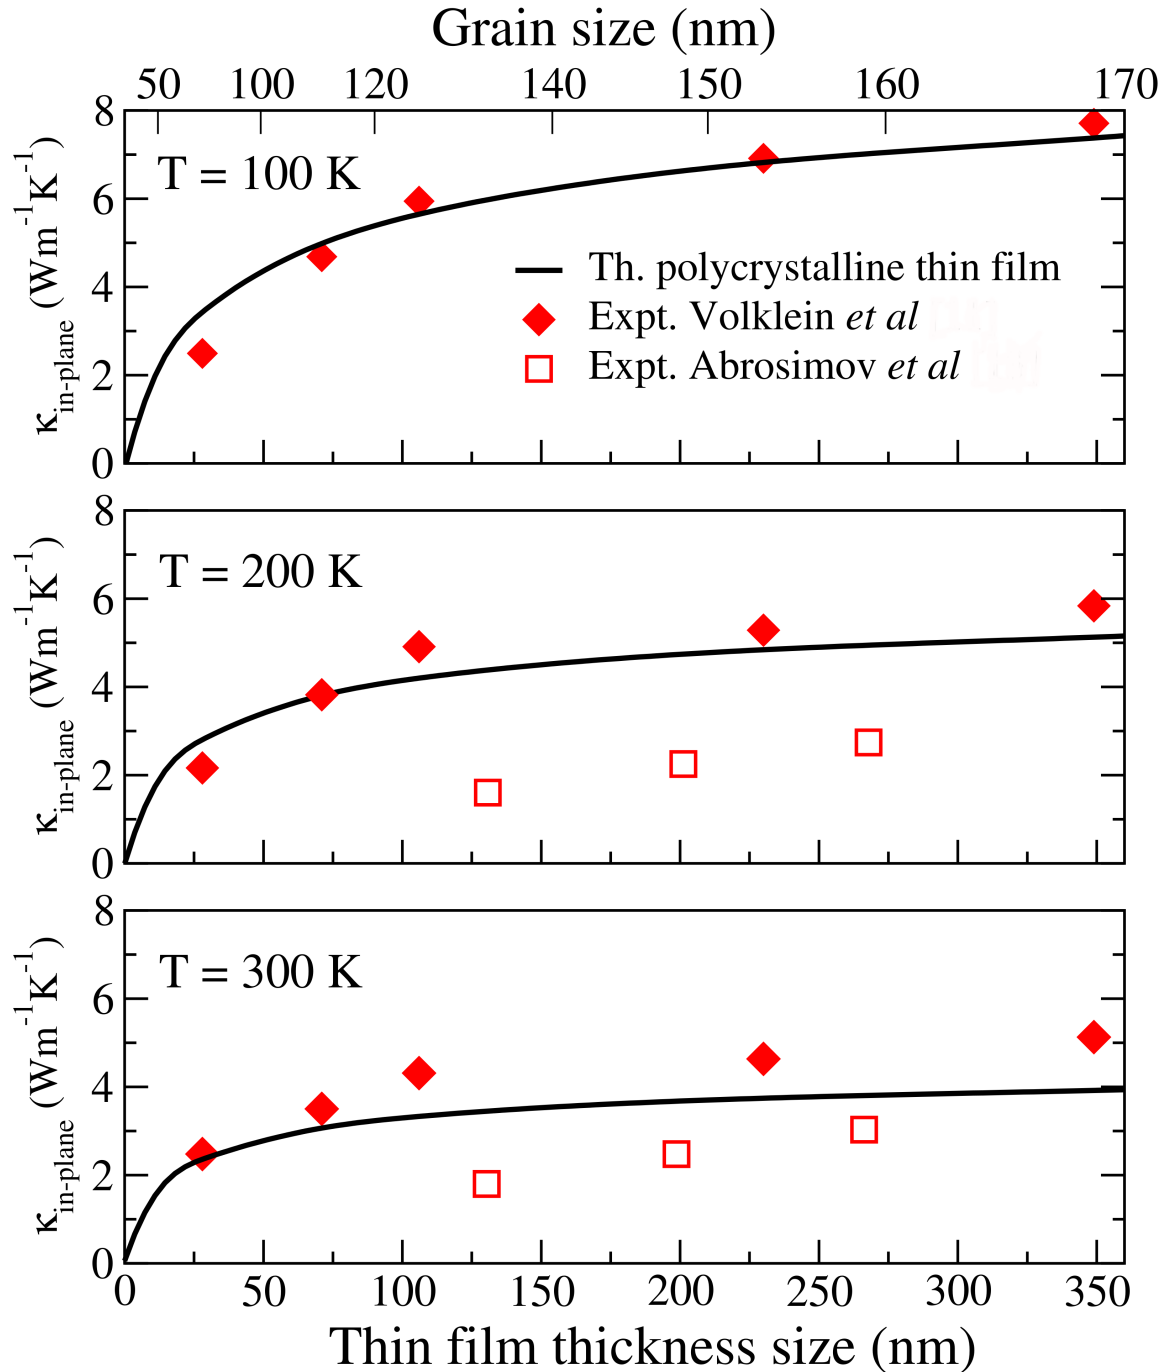 Grain size (nm)
50 100 120 140 150 160 170
8
6
4
2
0
κin-plane (Wm-1K-1)
T = 100 K
Th. polycrystalline thin film
Expt. Volklein et al
Expt. Abrosimov et al
8
6
4
2
0
κin-plane (Wm-1K-1)
T = 200 K
8
6
4
2
0
κin-plane (Wm-1K-1)
T = 300 K
0 50 100 150 200 250 300 350
Thin film thickness size (nm)